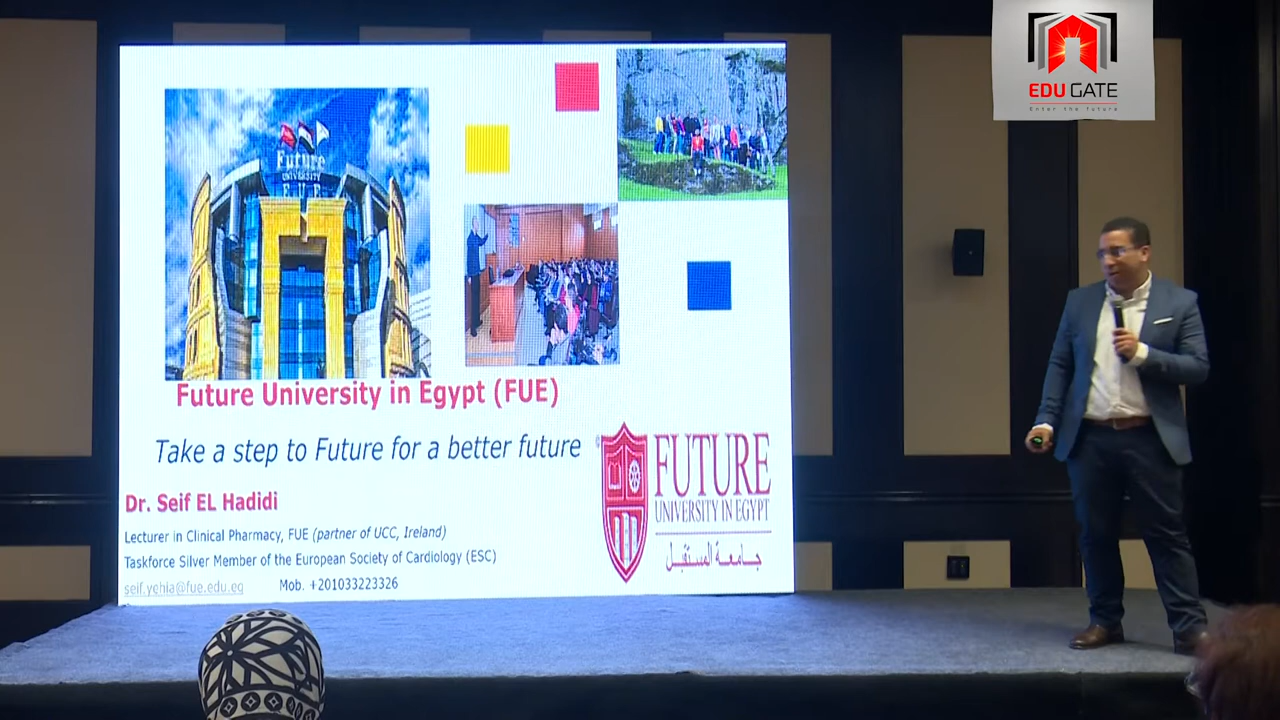 EDU GATE
Enter the future
Future
UNIVERSITY
F U E
Future University in Egypt (FUE)
Take a step to Future for a better future
Dr. Seif EL Hadidi
Lecturer in Clinical Pharmacy, FUE (partner of UCC, Ireland)
Taskforce Silver Member of the European Society of Cardiology (ESC)
seif.yehia@fue.edu.eg Mob. +201033223326
FUTURE
UNIVERSITY IN EGYPT
جامعة المستقبل